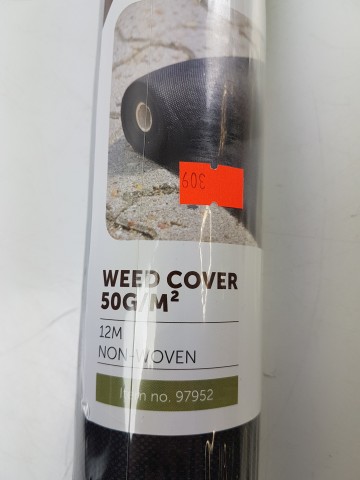 309
WEED COVER
50G/M²
12M
NON-WOVEN
Item no. 97952